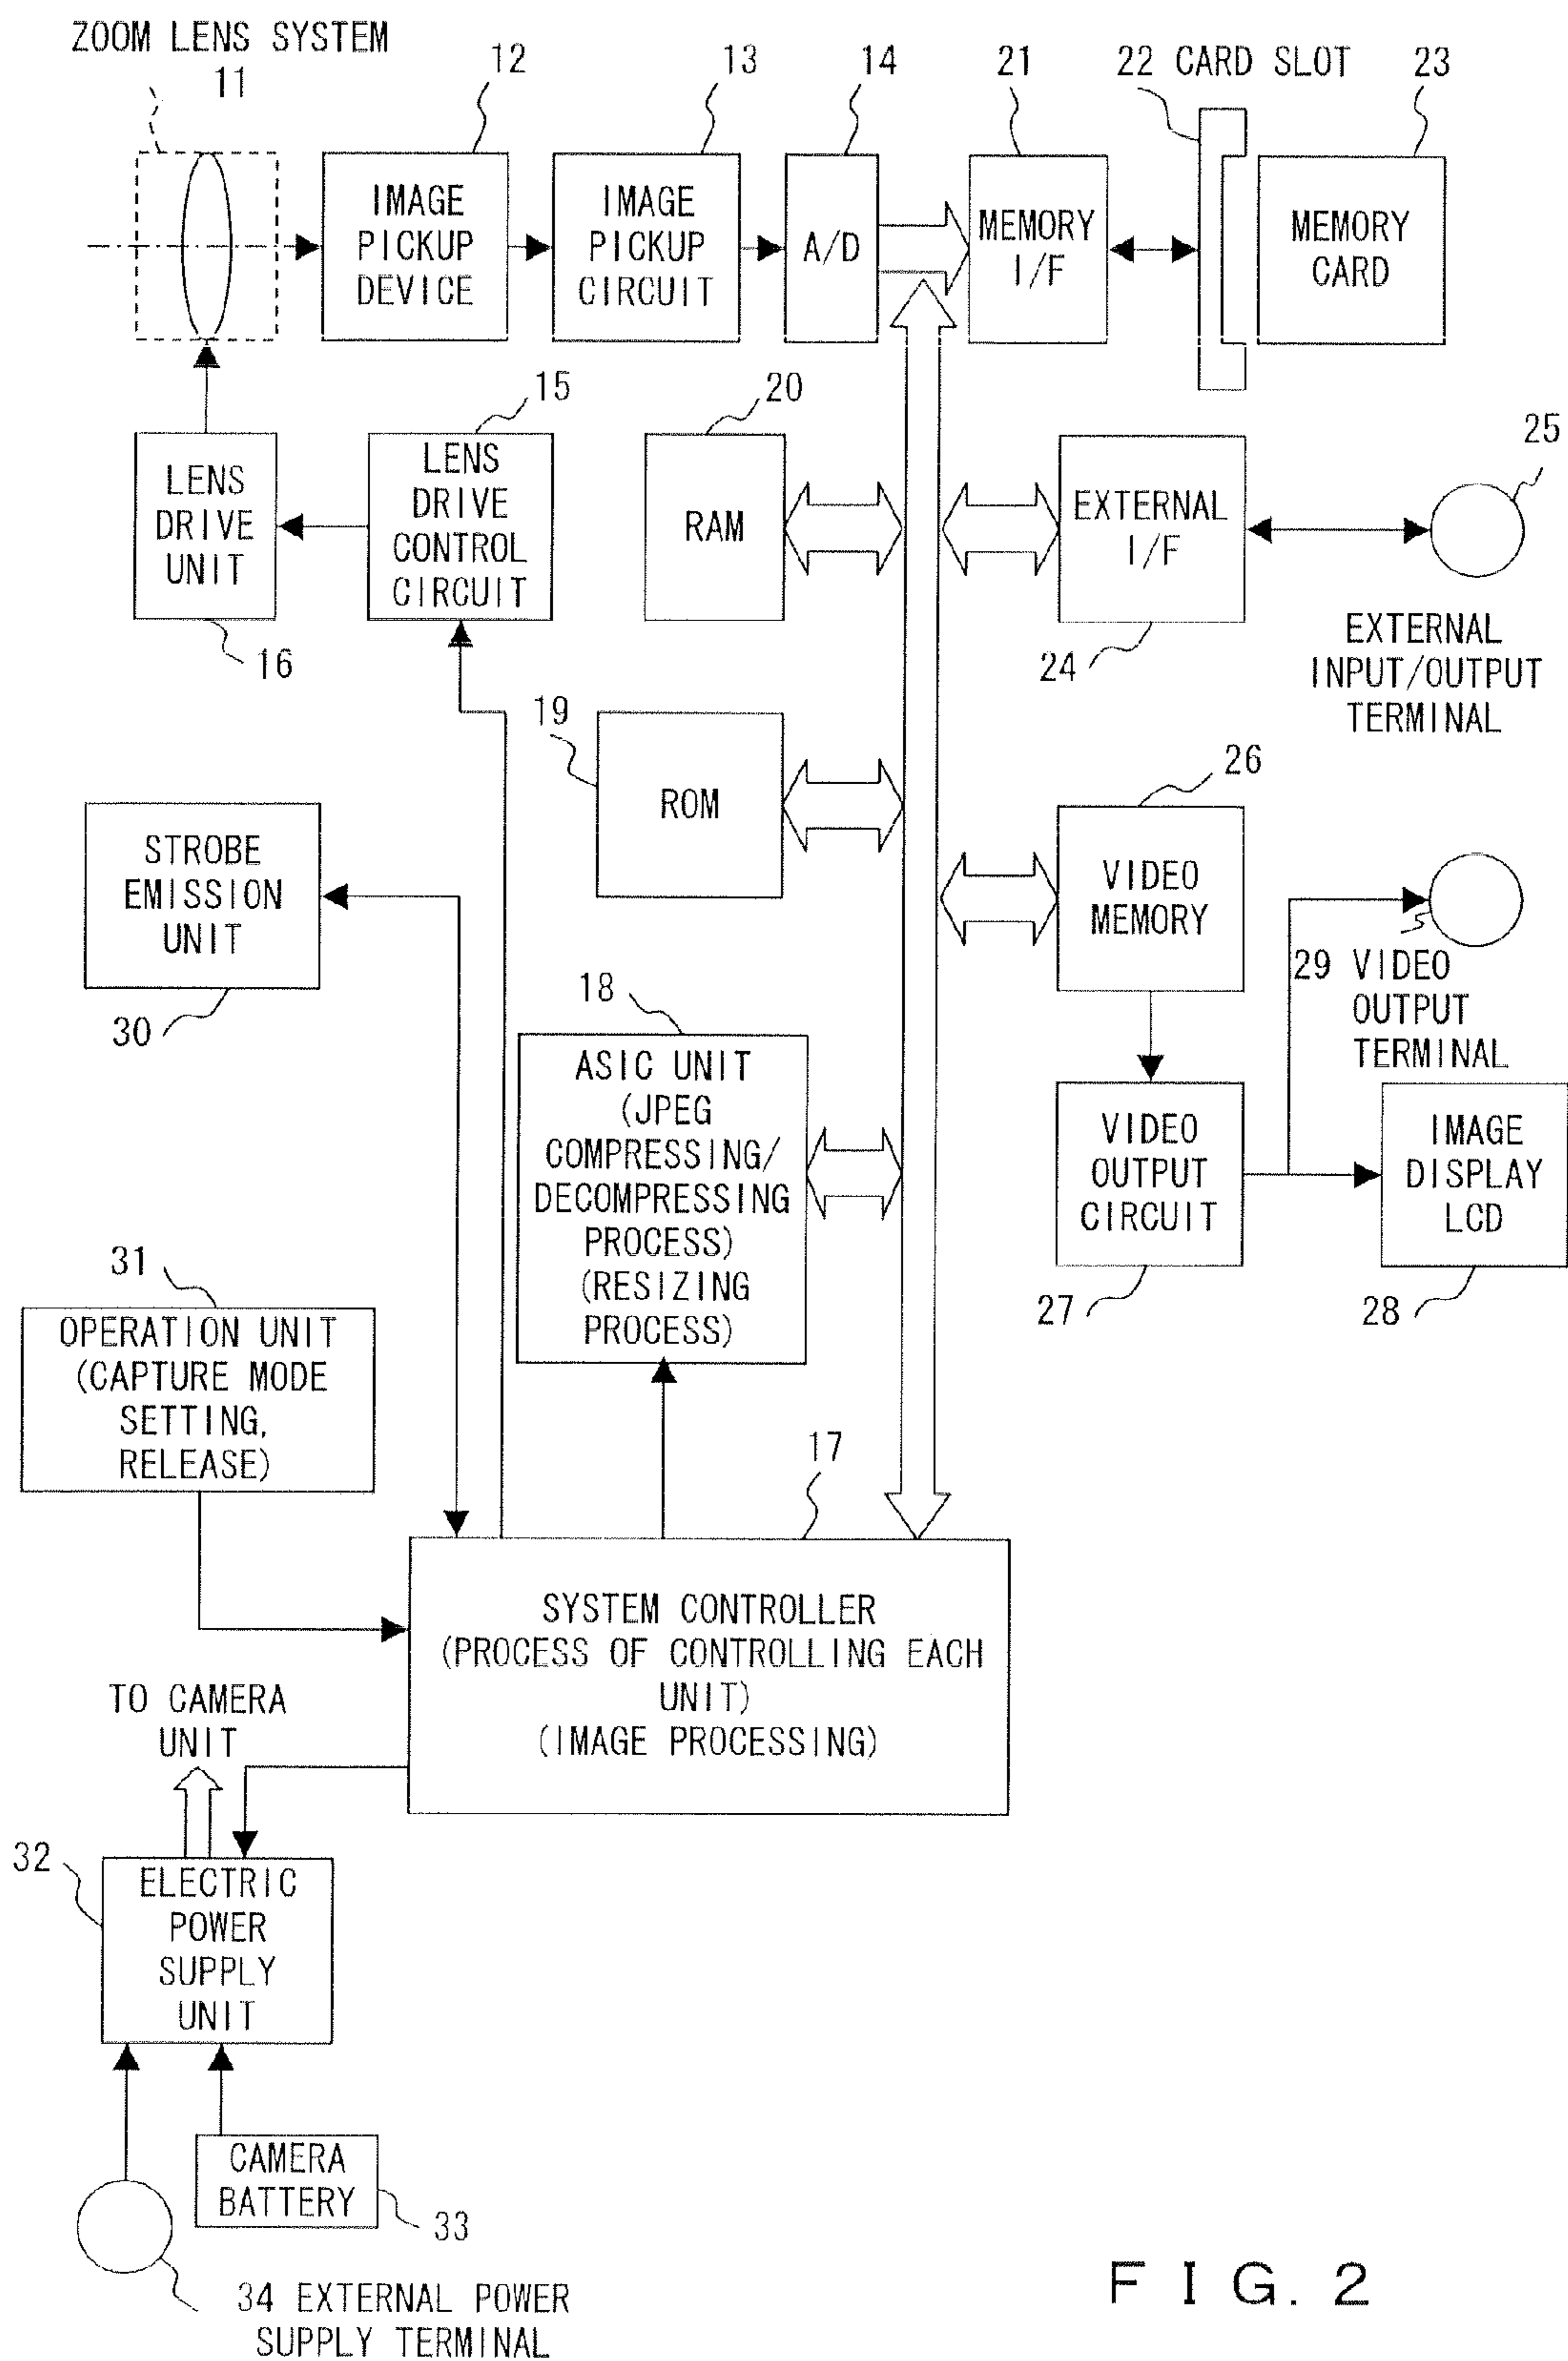 ZOOM LENS SYSTEM
11
12
13
14
21
22 CARD SLOT
23
IMAGE
PICKUP
DEVICE
IMAGE
PICKUP
CIRCUIT
A/D
MEMORY
I/F
MEMORY
CARD
15
20
25
LENS
DRIVE
UNIT
LENS
DRIVE
CONTROL
CIRCUIT
RAM
EXTERNAL
I/F
16
24
EXTERNAL
INPUT/OUTPUT
TERMINAL
19
ROM
26
STROBE
EMISSION
UNIT
VIDEO
MEMORY
30
29 VIDEO
OUTPUT
TERMINAL
18
ASIC UNIT
(JPEG
COMPRESSING/
DECOMPRESSING
PROCESS)
(RESIZING
PROCESS)
VIDEO
OUTPUT
CIRCUIT
IMAGE
DISPLAY
LCD
27
28
31
OPERATION UNIT
(CAPTURE MODE
SETTING,
RELEASE)
17
SYSTEM CONTROLLER
(PROCESS OF CONTROLLING EACH
UNIT)
(IMAGE PROCESSING)
TO CAMERA
UNIT
32
ELECTRIC
POWER
SUPPLY
UNIT
CAMERA
BATTERY
33
34 EXTERNAL POWER
SUPPLY TERMINAL
FIG. 2